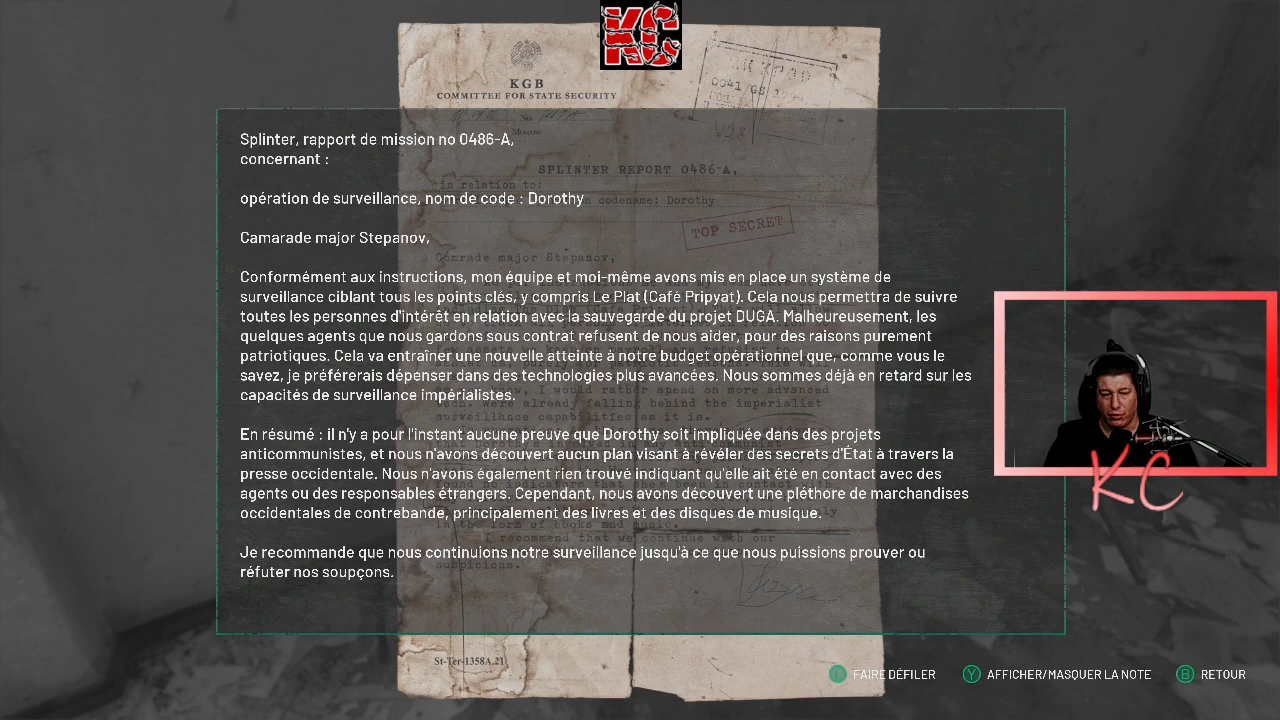 KC
KGB
COMMITTEE FOR STATE SECURITY
No.
Moscow
SPLINTER REPORT 0486-A,
in relation to:
codename: Dorothy
TOP SECRET
Comrade major Stepanov,
Splinter, rapport de mission no 0486-A,
concernant :
opération de surveillance, nom de code : Dorothy
Camarade major Stepanov,
Conformément aux instructions, mon équipe et moi-même avons mis en place un système de
surveillance ciblant tous les points clés, y compris Le Plat (Café Pripyat). Cela nous permettra de suivre
toutes les personnes d'intérêt en relation avec la sauvegarde du projet DUGA. Malheureusement, les
quelques agents que nous gardons sous contrat refusent de nous aider, pour des raisons purement
patriotiques. Cela va entraîner une nouvelle atteinte à notre budget opérationnel que, comme vous le
savez, je préférerais dépenser dans des technologies plus avancées. Nous sommes déjà en retard sur les
capacités de surveillance impérialistes.
En résumé : il n'y a pour l'instant aucune preuve que Dorothy soit impliquée dans des projets
anticommunistes, et nous n'avons découvert aucun plan visant à révéler des secrets d'État à travers la
presse occidentale. Nous n'avons également rien trouvé indiquant qu'elle ait été en contact avec des
agents ou des responsables étrangers. Cependant, nous avons découvert une pléthore de marchandises
occidentales de contrebande, principalement des livres et des disques de musique.
Je recommande que nous continuions notre surveillance jusqu'à ce que nous puissions prouver ou
réfuter nos soupçons.
KC
St-Ter-1358A.21
FAIRE DÉFILER
Y AFFICHER/MASQUER LA NOTE
B RETOUR